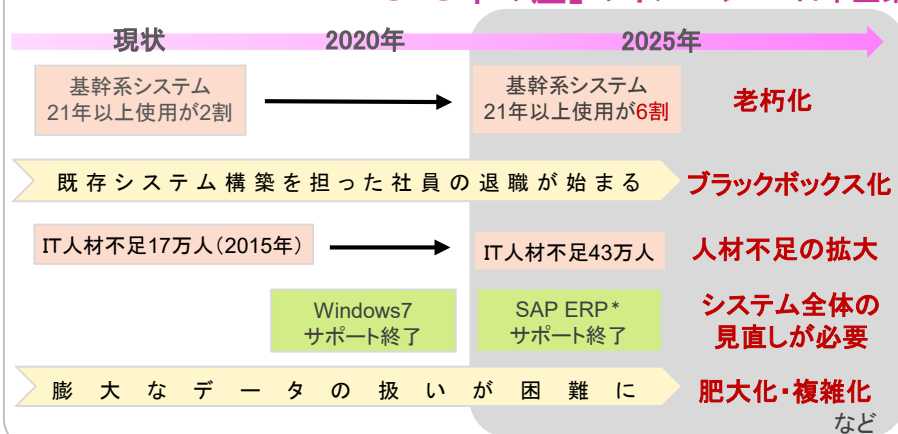 現状 2020年 2025年
基幹系システム
21年以上使用が2割
基幹系システム
21年以上使用が6割
老朽化
既存システム構築を担った社員の退職が始まる
ブラックボックス化
IT人材不足17万人(2015年)
IT人材不足43万人
人材不足の拡大
Windows7
サポート終了
SAP ERP*
サポート終了
システム全体の
見直しが必要
膨大なデータの扱いが困難に
肥大化・複雑化
など